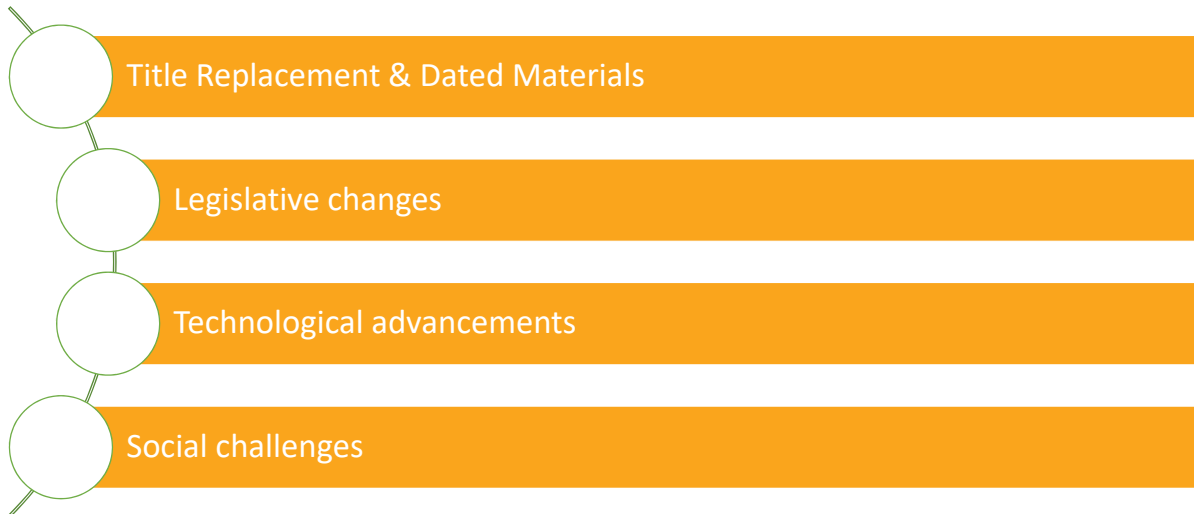 Title Replacement & Dated Materials
Legislative changes
Technological advancements
Social challenges